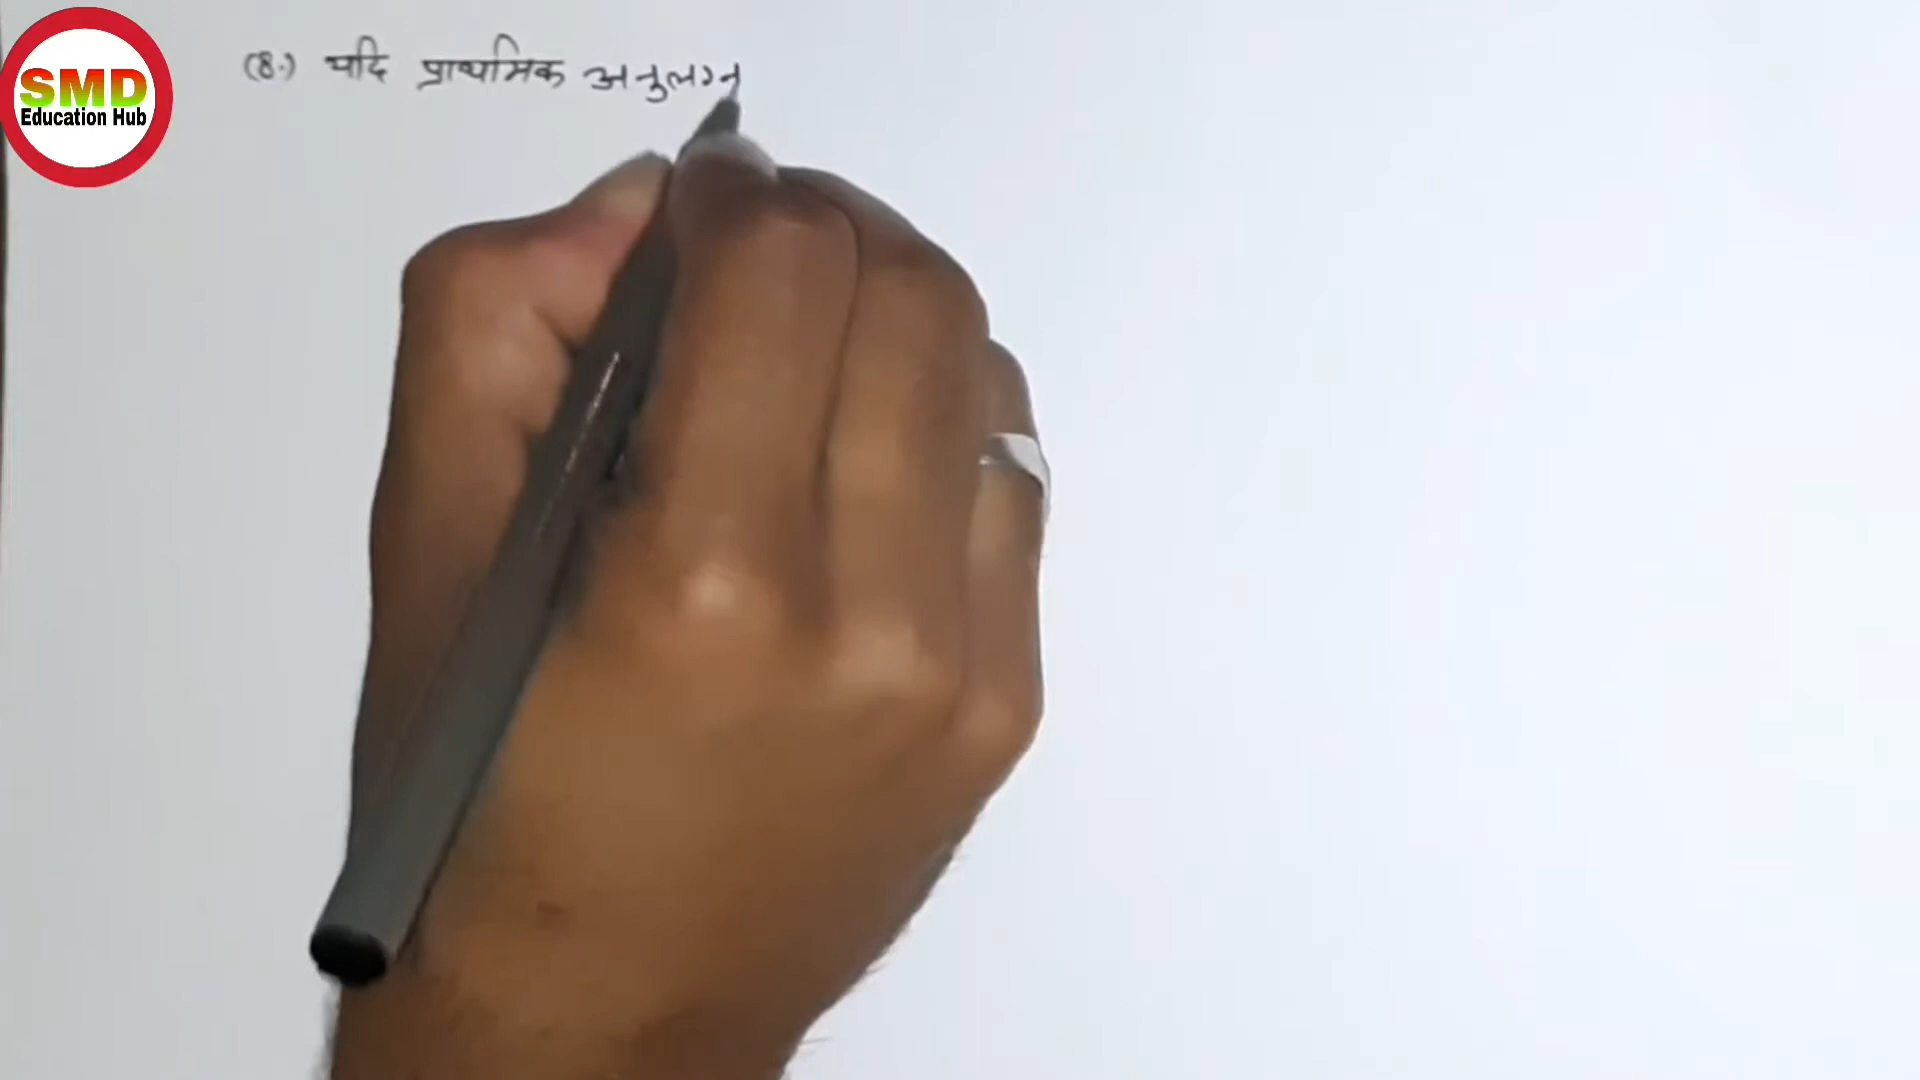 SMD
Education Hub
(8.) यदि प्राथमिक अनुलग्न